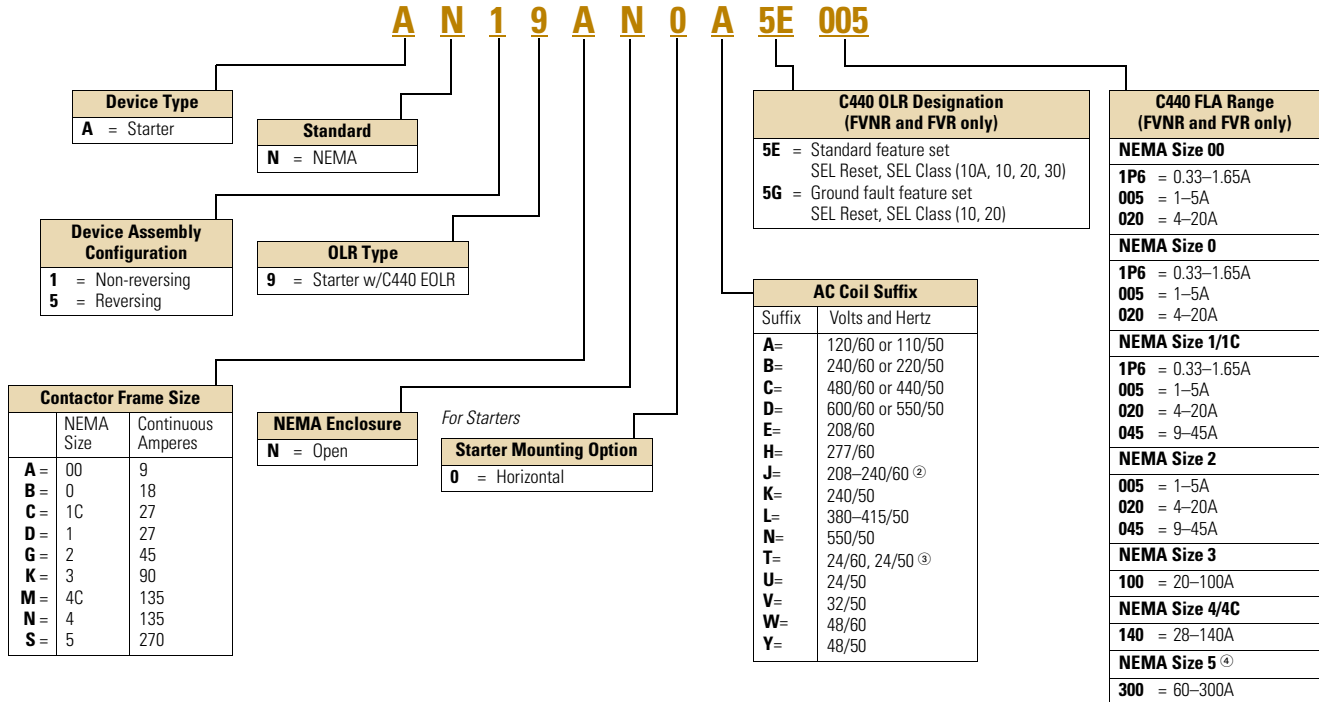 A N 1 9 A N 0 A 5E 005
Device Type
A = Starter
Standard
N = NEMA
Device Assembly
Configuration
1 = Non-reversing
5 = Reversing
OLR Type
9 = Starter w/C440 EOLR
Contactor Frame Size
NEMA Size Continuous Amperes
A = 00 9
B = 0 18
C = 1C 27
D = 1 27
G = 2 45
K = 3 90
M = 4C 135
N = 4 135
S = 5 270
NEMA Enclosure
N = Open
For Starters
Starter Mounting Option
0 = Horizontal
C440 OLR Designation
(FVNR and FVR only)
5E = Standard feature set
SEL Reset, SEL Class (10A, 10, 20, 30)
5G = Ground fault feature set
SEL Reset, SEL Class (10, 20)
AC Coil Suffix
Suffix Volts and Hertz
A= 120/60 or 110/50
B= 240/60 or 220/50
C= 480/60 or 440/50
D= 600/60 or 550/50
E= 208/60
H= 277/60
J= 208–240/60 ②
K= 240/50
L= 380–415/50
N= 550/50
T= 24/60, 24/50 ③
U= 24/50
V= 32/50
W= 48/60
Y= 48/50
C440 FLA Range
(FVNR and FVR only)
NEMA Size 00
1P6 = 0.33–1.65A
005 = 1–5A
020 = 4–20A
NEMA Size 0
1P6 = 0.33–1.65A
005 = 1–5A
020 = 4–20A
NEMA Size 1/1C
1P6 = 0.33–1.65A
005 = 1–5A
020 = 4–20A
045 = 9–45A
NEMA Size 2
005 = 1–5A
020 = 4–20A
045 = 9–45A
NEMA Size 3
100 = 20–100A
NEMA Size 4/4C
140 = 28–140A
NEMA Size 5 ④
300 = 60–300A